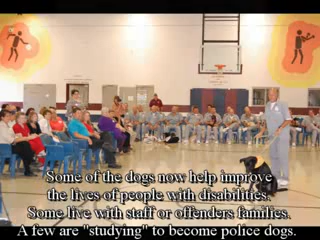 Some of the dogs now help improve
the lives of people with disabilities.
Some live with staff or offenders families.
A few are "studying" to become police dogs.